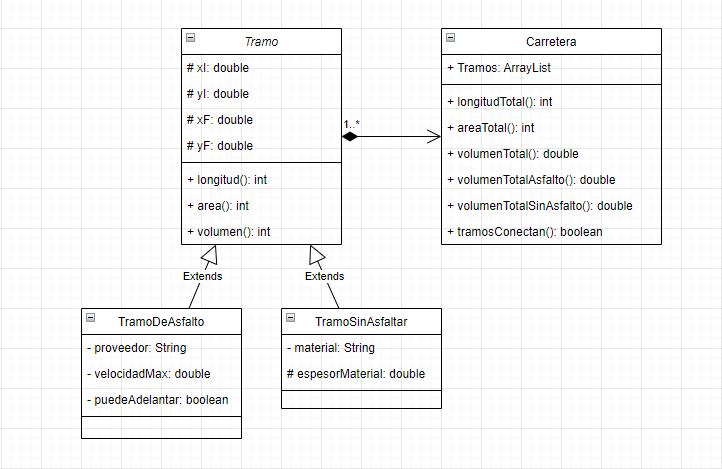 Tramo
# xI: double
# yI: double
# xF: double
# yF: double
+ longitud(): int
+ area(): int
+ volumen(): int
1..*
Carretera
+ Tramos: ArrayList
+ longitudTotal(): int
+ areaTotal(): int
+ volumenTotal(): double
+ volumenTotalAsfalto(): double
+ volumenTotalSinAsfalto(): double
+ tramosConectan(): boolean
Extends
Extends
TramoDeAsfalto
- proveedor: String
- velocidadMax: double
- puedeAdelantar: boolean
TramoSinAsfaltar
- material: String
# espesorMaterial: double